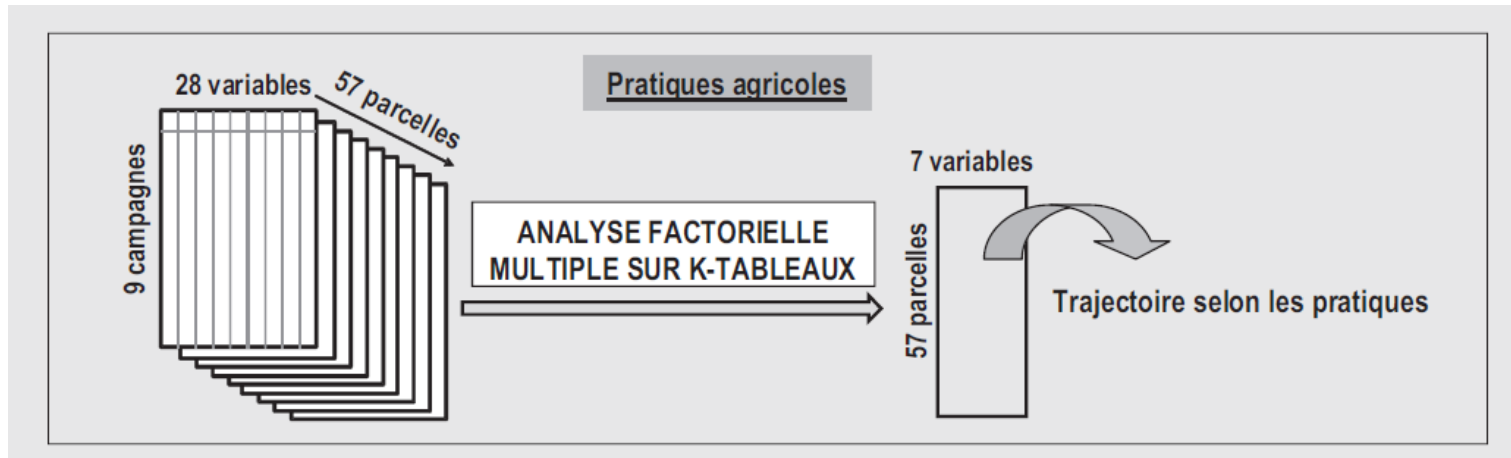 Pratiques agricoles
28 variables
57 parcelles
9 campagnes
ANALYSE FACTORIELLE
MULTIPLE SUR K-TABLEAUX
7 variables
57 parcelles
Trajectoire selon les pratiques